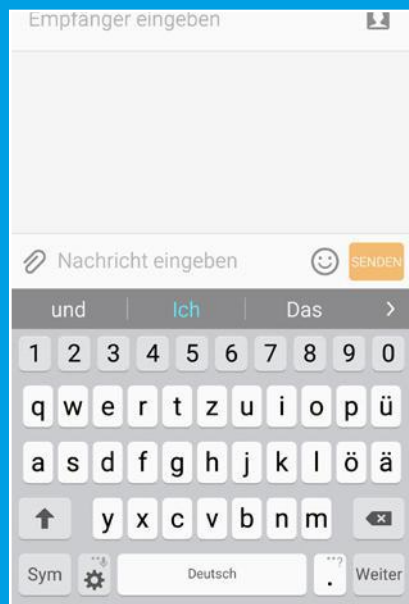 Empfänger eingeben
Nachricht eingeben
SENDEN
und Ich Das >
1 2 3 4 5 6 7 8 9 0
q w e r t z u i o p ü
a s d f g h j k l ö ä
y x c v b n m
Sym Deutsch . Weiter